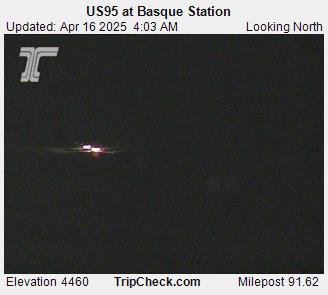 US95 at Basque Station
Updated: Apr 16 2025 4:03 AM Looking North
Elevation 4460 TripCheck.com Milepost 91.62